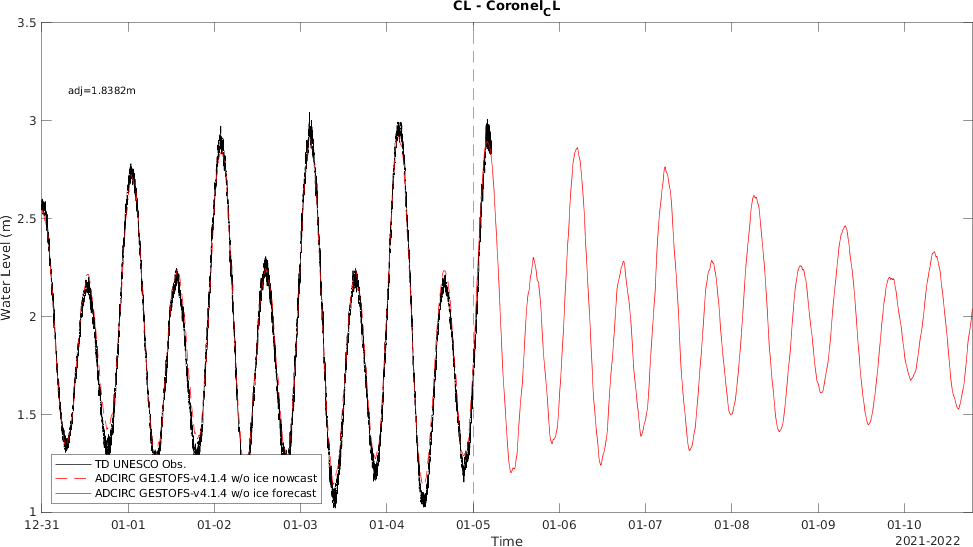 CL - Coronel_CL
adj=1.8382m
3.5
3
2.5
2
1.5
1
Water Level (m)
TD UNESCO Obs.
ADCIRC GESTOFS-v4.1.4 w/o ice nowcast
ADCIRC GESTOFS-v4.1.4 w/o ice forecast
12-31 01-01 01-02 01-03 01-04 01-05 01-06 01-07 01-08 01-09 01-10
Time
2021-2022